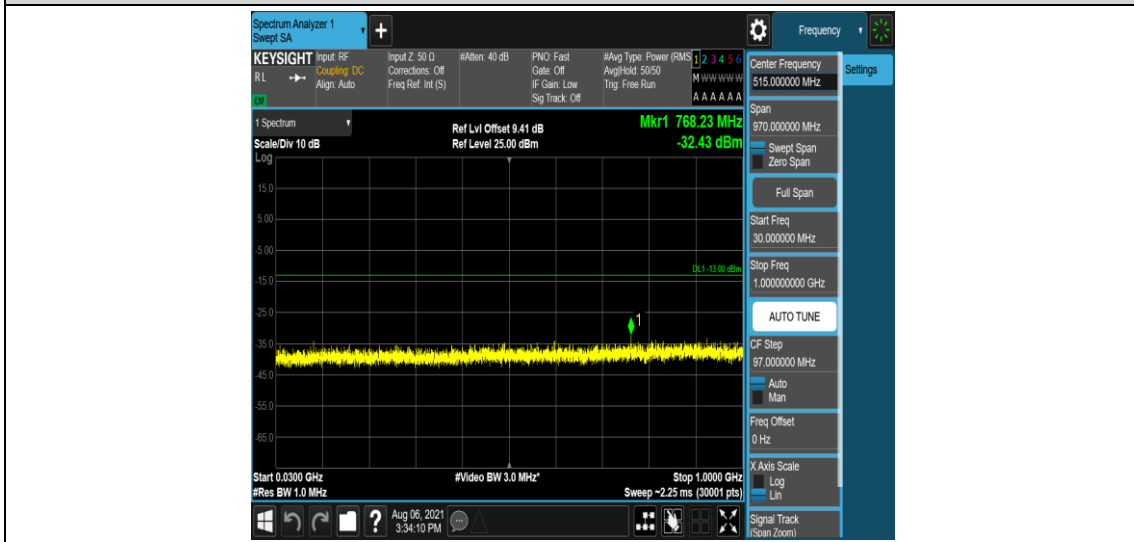 Spectrum Analyzer 1
Swept SA
+
Frequency
KEYSIGHT
RL
LXI
Input: RF
Coupling: DC
Align: Auto
Input Z: 50 Ω
Corrections: Off
Freq Ref: Int (S)
#Atten: 40 dB
PNO: Fast
Gate: Off
IF Gain: Low
Sig Track: Off
#Avg Type: Power (RMS
Avg|Hold: 50/50
Trig: Free Run
1 2 3 4 5 6
M W W W W W
A A A A A A
Center Frequency
515.000000 MHz
Settings
Span
970.000000 MHz
Swept Span
Zero Span
Full Span
Start Freq
30.000000 MHz
Stop Freq
1.000000000 GHz
AUTO TUNE
CF Step
97.000000 MHz
Auto
Man
Freq Offset
0 Hz
X Axis Scale
Log
Lin
Signal Track
(Span Zoom)
1 Spectrum
Scale/Div 10 dB
Ref Lvl Offset 9.41 dB
Ref Level 25.00 dBm
Mkr1 768.23 MHz
-32.43 dBm
Log
15.0
5.00
-5.00
DL1 -13.00 dBm
-15.0
-25.0
1
-35.0
-45.0
-55.0
-65.0
Start 0.0300 GHz
#Video BW 3.0 MHz*
Stop 1.0000 GHz
#Res BW 1.0 MHz
Sweep ~2.25 ms (30001 pts)
?
Aug 06, 2021
3:34:10 PM